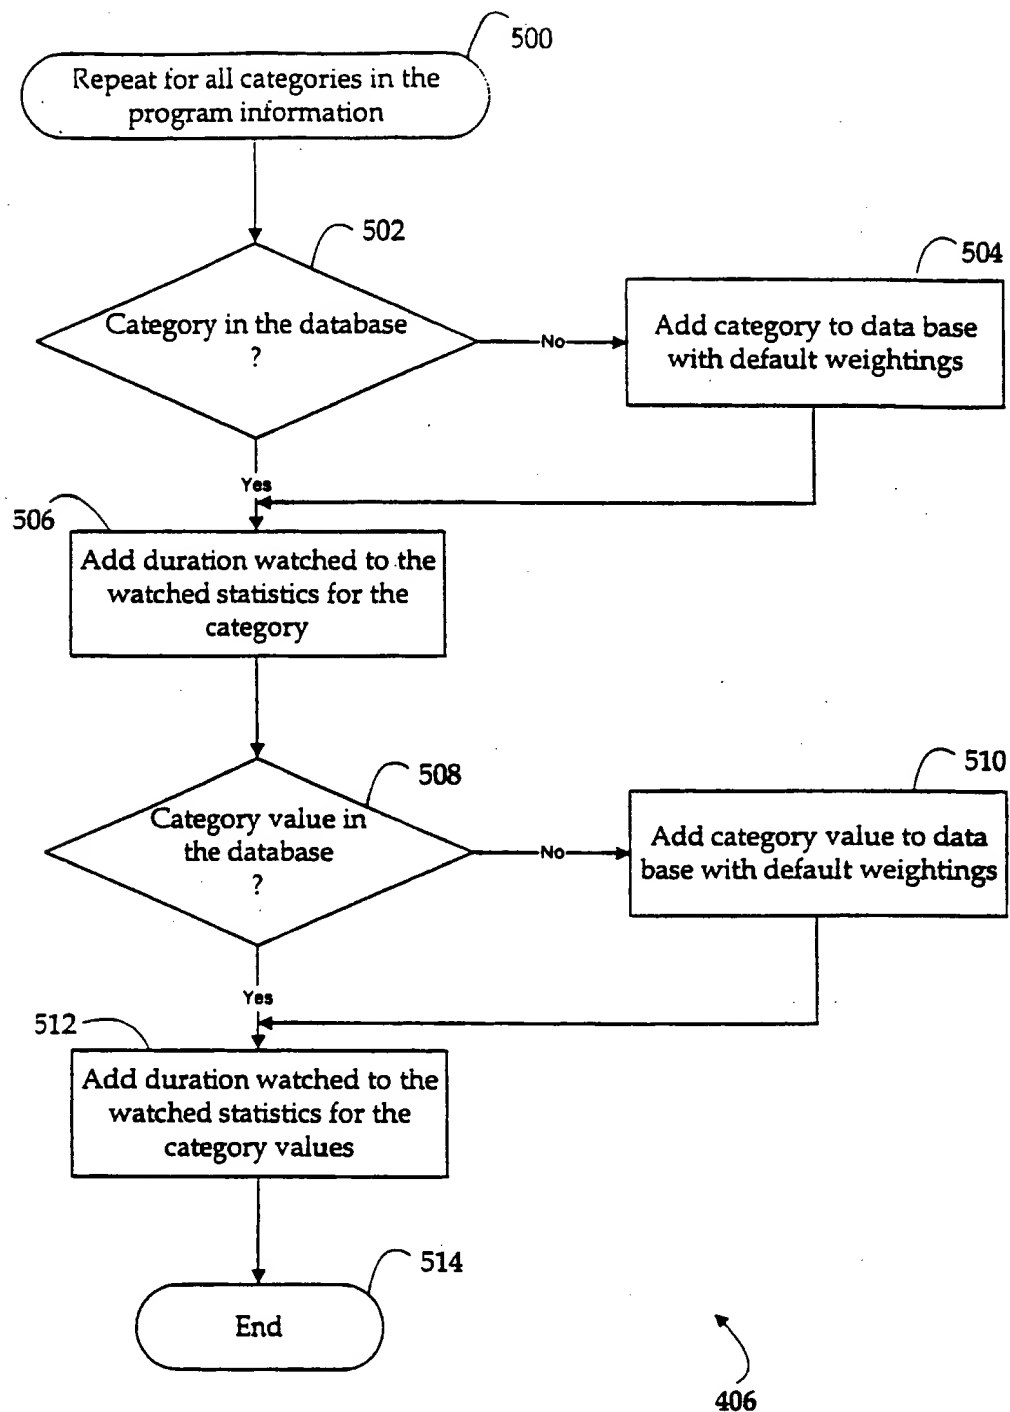 500
Repeat for all categories in the
program information
502
Category in the database
?
No
504
Add category to data base
with default weightings
Yes
506
Add duration watched to the
watched statistics for the
category
508
Category value in
the database
?
No
510
Add category value to data
base with default weightings
Yes
512
Add duration watched to the
watched statistics for the
category values
514
End
406